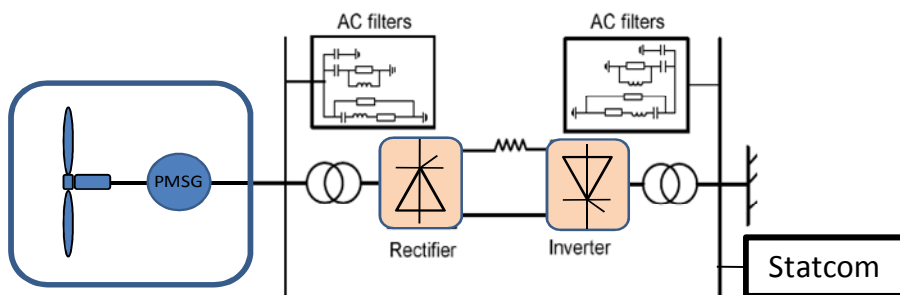 AC filters
AC filters
PMSG
Rectifier
Inverter
Statcom